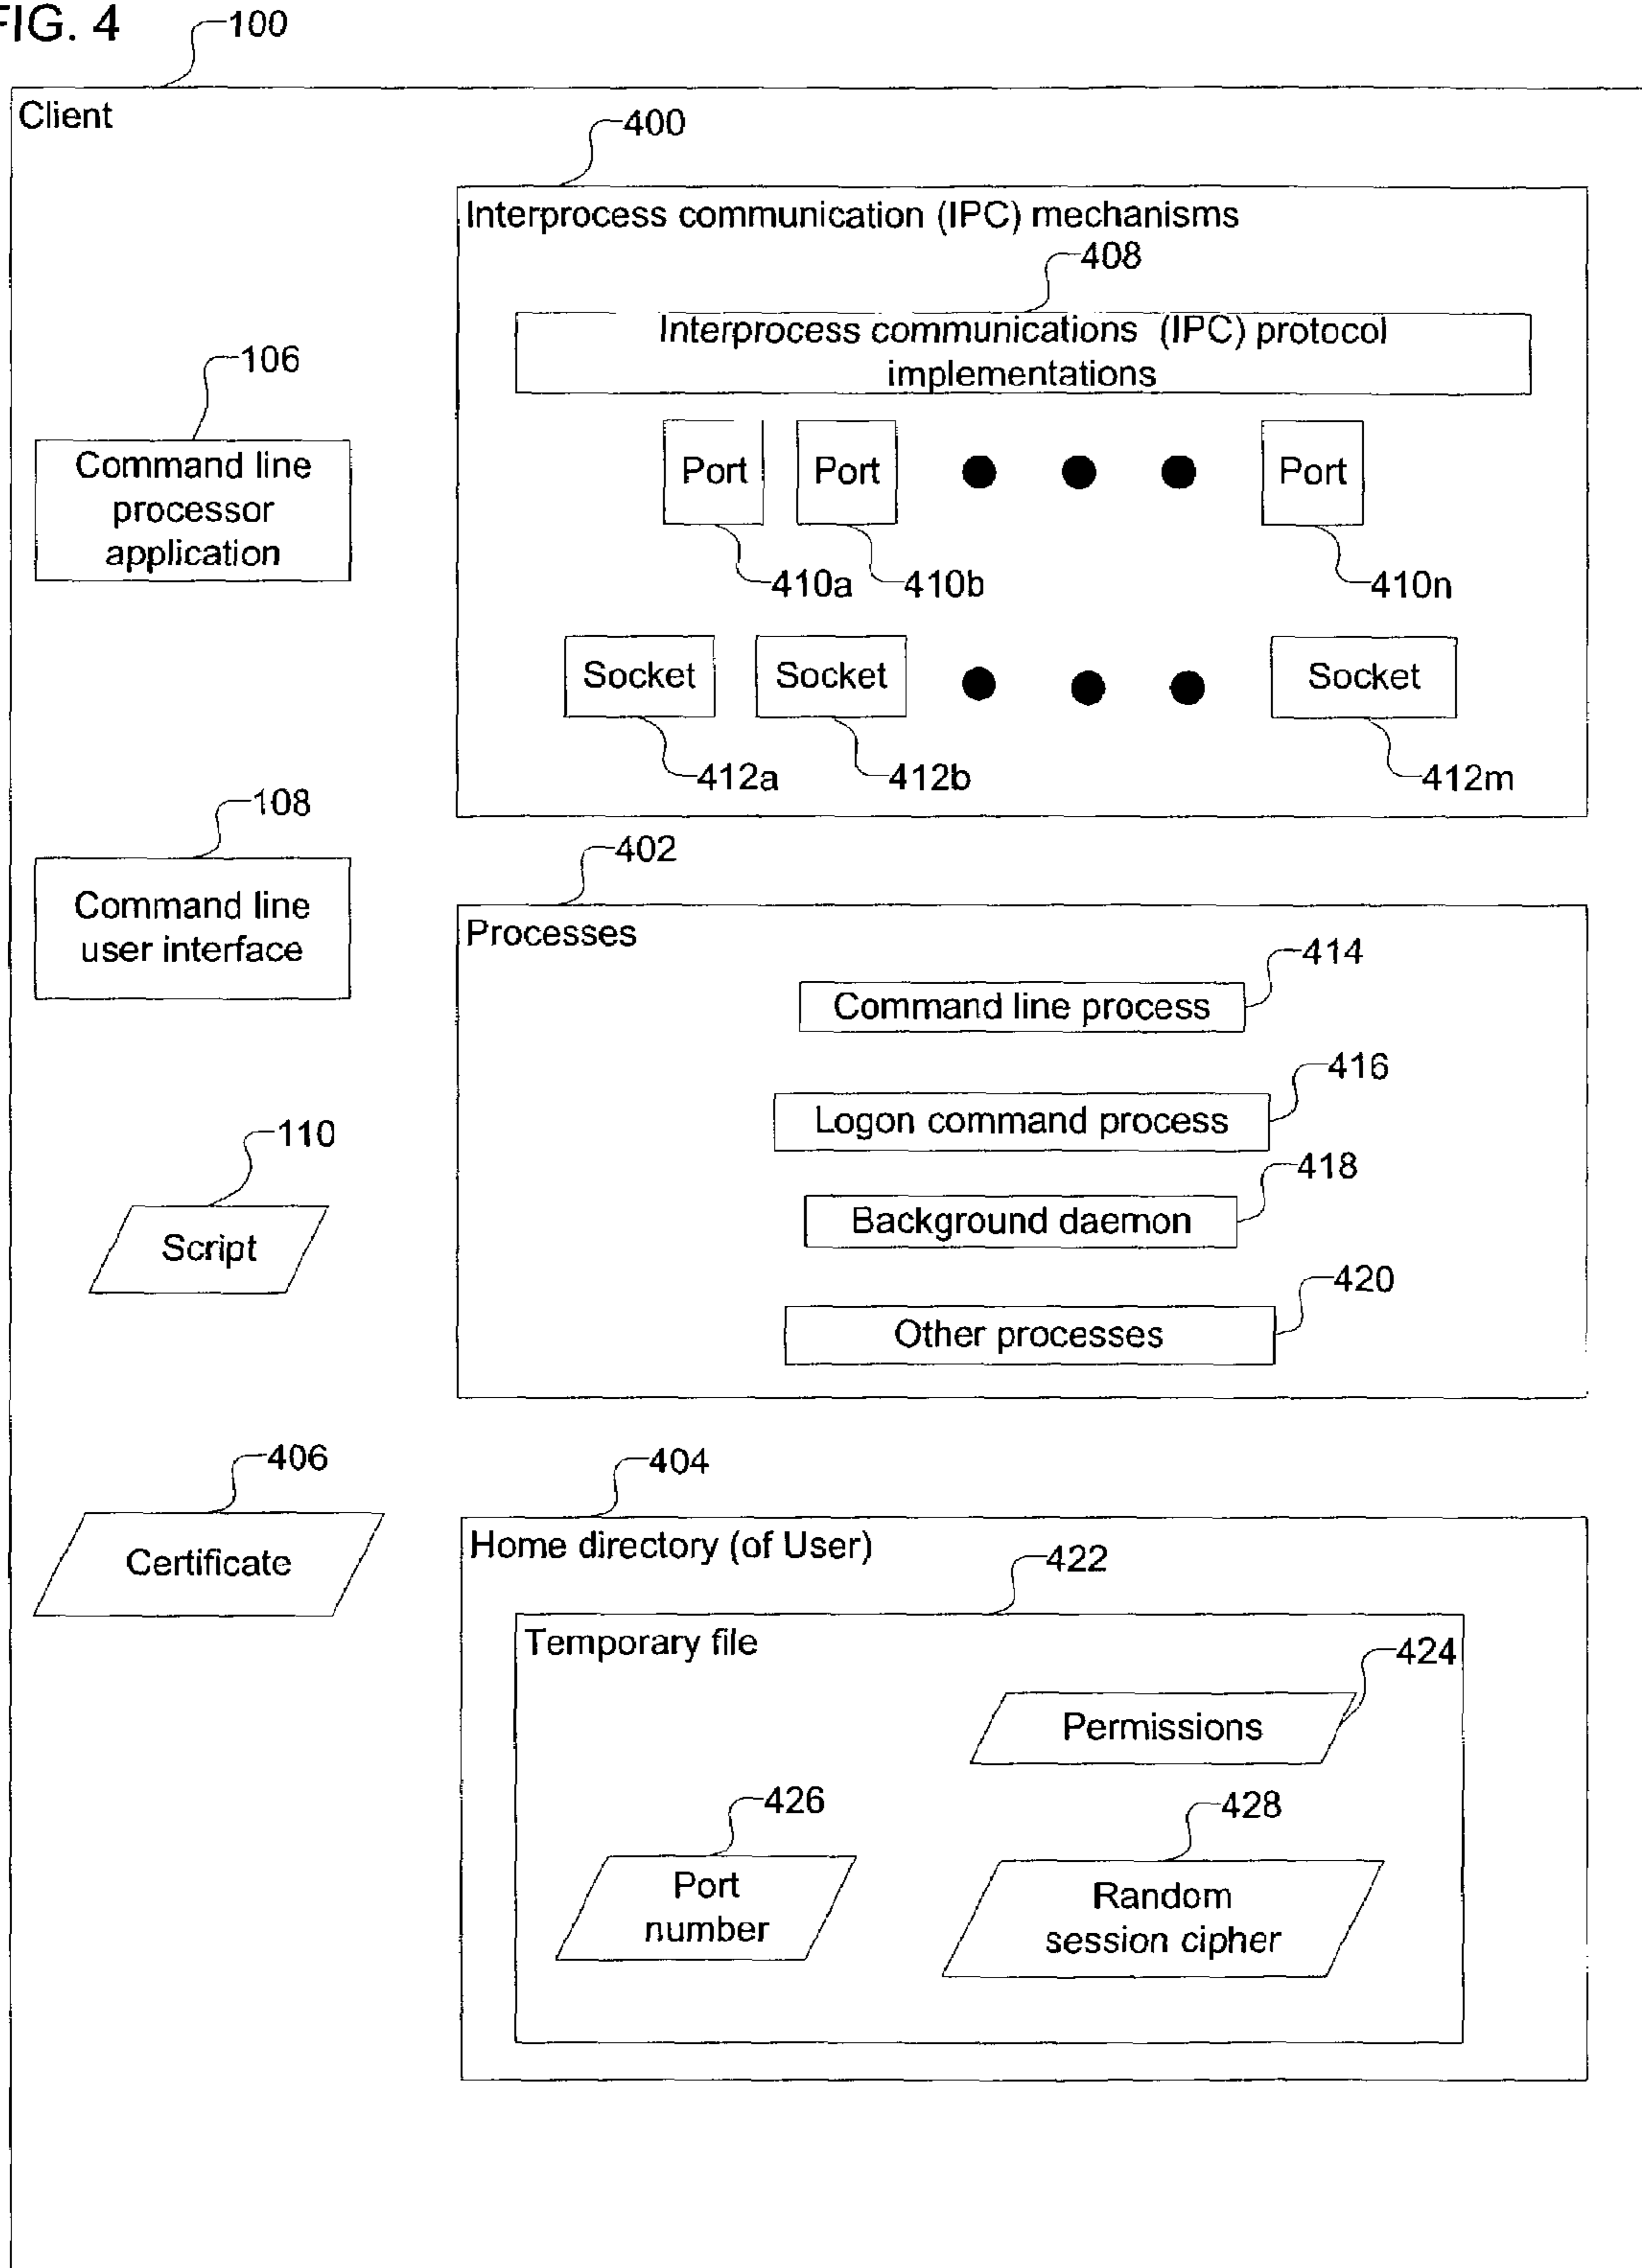 FIG. 4
100
Client
400
Interprocess communication (IPC) mechanisms
408
Interprocess communications (IPC) protocol
implementations
106
Command line
processor
application
Port
Port
Port
410a
410b
410n
Socket
Socket
Socket
412a
412b
412m
108
Command line
user interface
402
Processes
414
Command line process
416
Logon command process
418
Background daemon
420
Other processes
110
Script
406
Certificate
404
Home directory (of User)
422
Temporary file
424
Permissions
426
Port
number
428
Random
session cipher